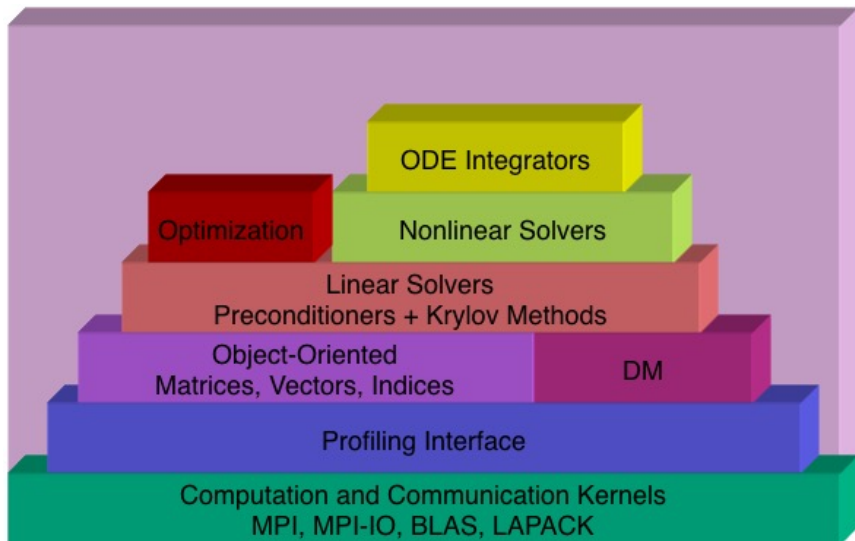 ODE Integrators
Optimization
Nonlinear Solvers
Linear Solvers
Preconditioners + Krylov Methods
Object-Oriented
Matrices, Vectors, Indices
DM
Profiling Interface
Computation and Communication Kernels
MPI, MPI-IO, BLAS, LAPACK